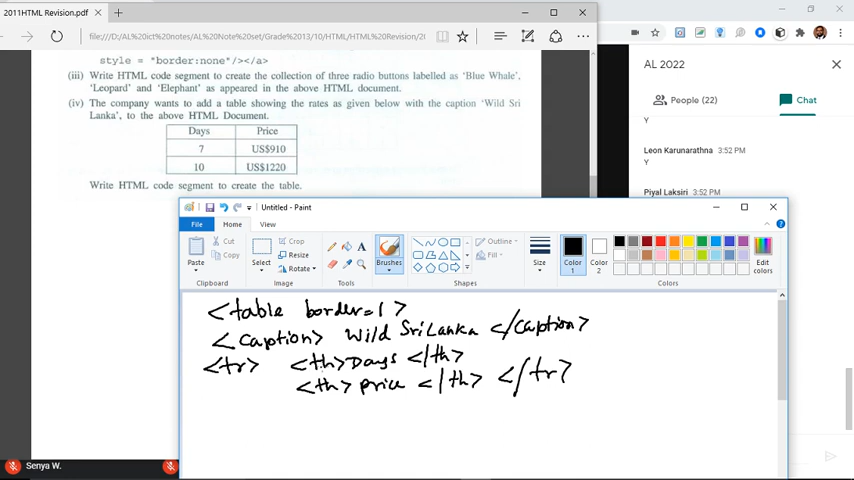 2011HTML Revision.pdf
file:///D:/AL%20ict%20notes/AL%20Note%20set/Grade%2013/10/HTML/HTML%20Revision/2
style = "border:none"/></a>
(iii) Write HTML code segment to create the collection of three radio buttons labelled as 'Blue Whale',
'Leopard' and 'Elephant' as appeared in the above HTML document.
(iv) The company wants to add a table showing the rates as given below with the caption 'Wild Sri
Lanka', to the above HTML Document.
Days Price
7 US$910
10 US$1220
Write HTML code segment to create the table.
AL 2022
People (22) Chat
Y
Leon Karunarathna 3:52 PM
Y
Piyal Laksiri 3:52 PM
Untitled - Paint
File Home View
Paste Cut Copy Select Crop Resize Rotate Brushes Outline Fill Size Color 1 Color 2 Edit colors
Clipboard Image Tools Shapes Colors
<table border=1>
<caption> Wild SriLanka </caption>
<tr> <th>Days </th>
<th> price </th> </tr>
Senya W.